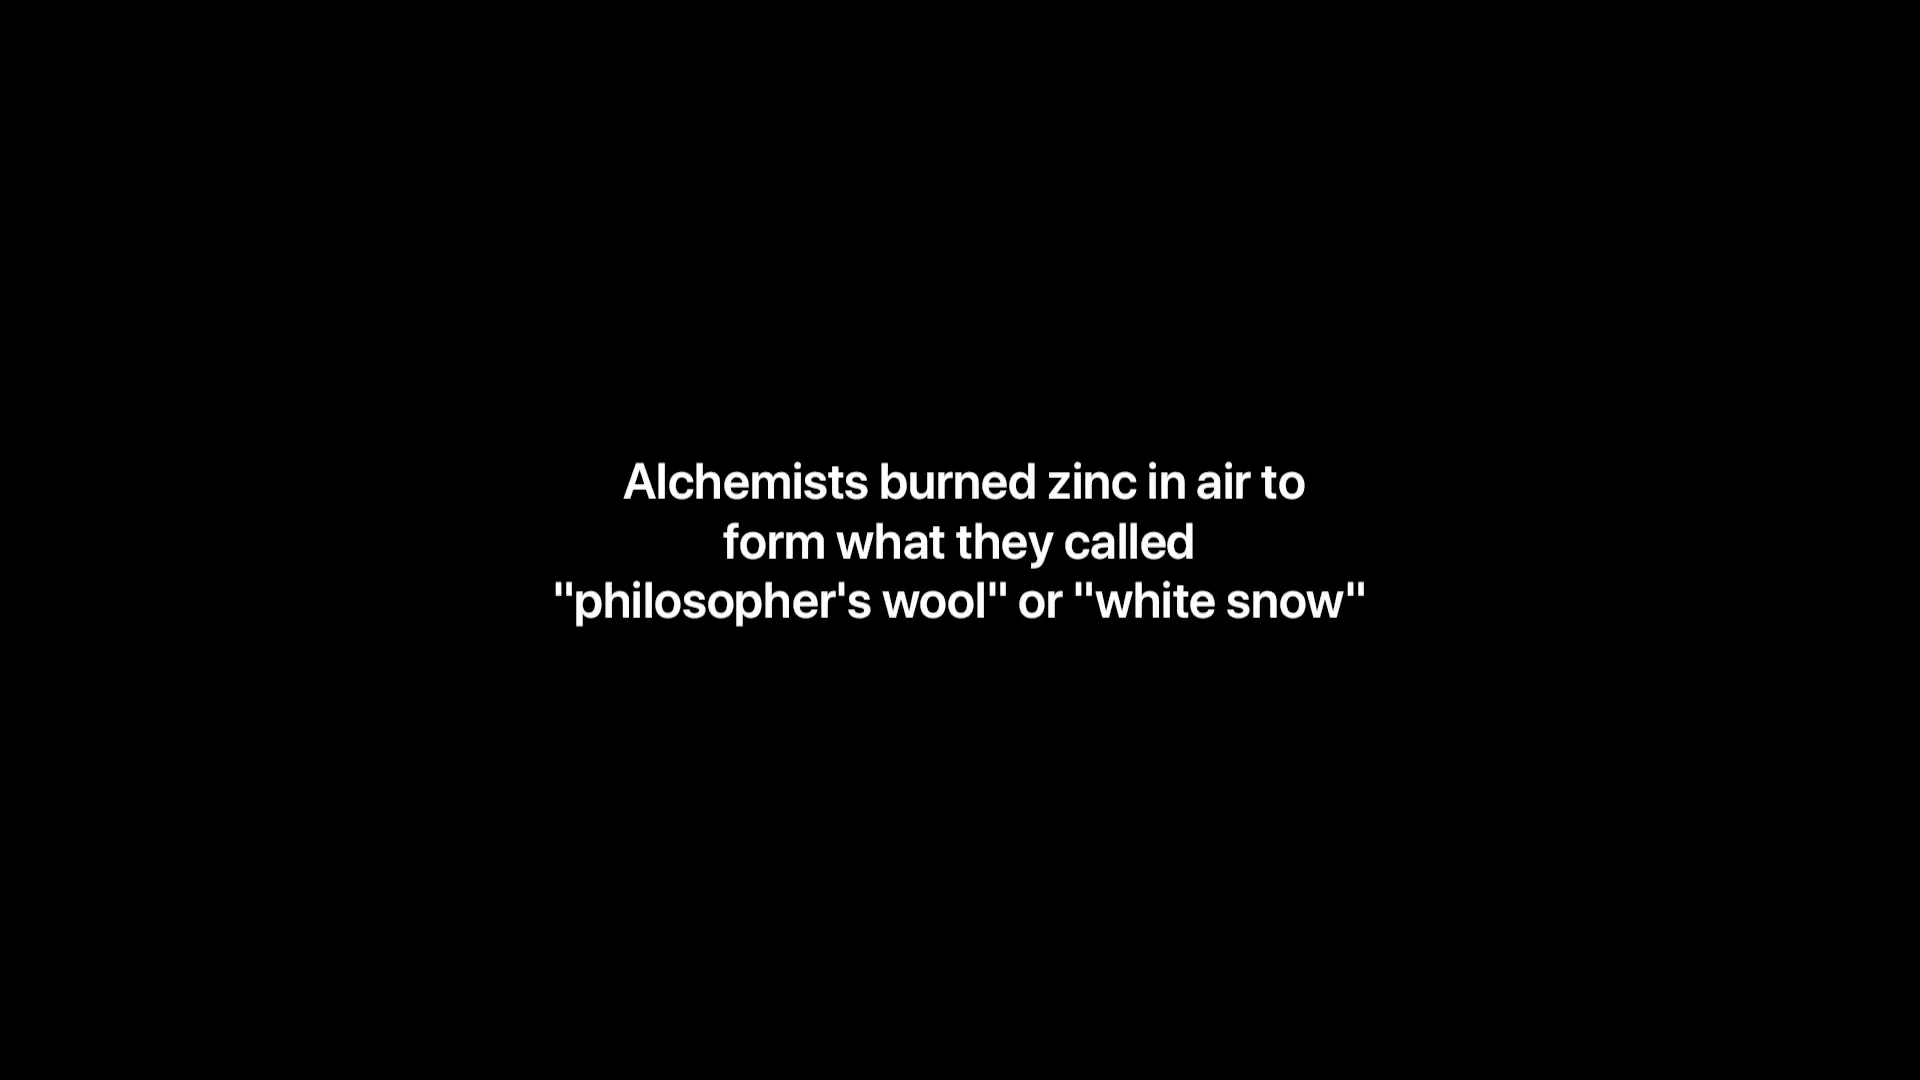 Alchemists burned zinc in air to
form what they called
"philosopher's wool" or "white snow"